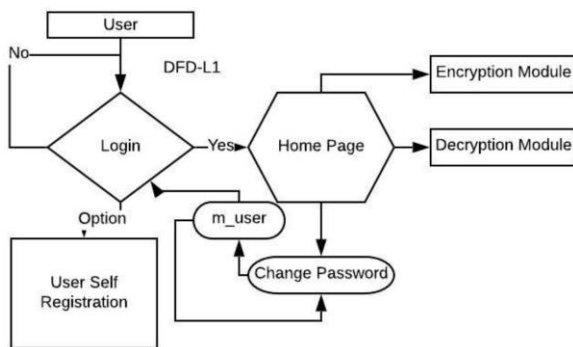 User
No
DFD-L1
Encryption Module
Login
Yes
Home Page
Decryption Module
Option
m_user
User Self
Registration
Change Password